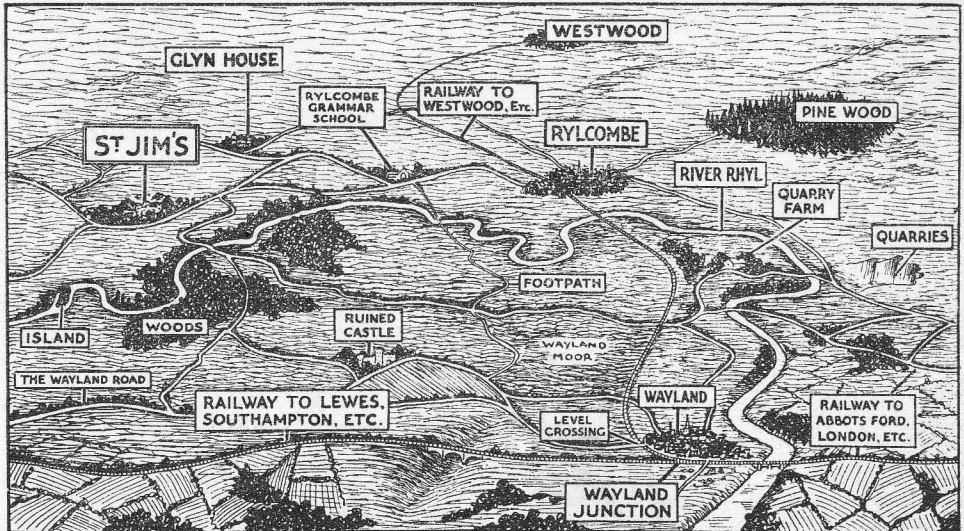 WESTWOOD
GLYN HOUSE
RYLCOMBE
GRAMMAR
SCHOOL
RAILWAY TO
WESTWOOD, ETC.
PINE WOOD
ST JIM'S
RYLCOMBE
RIVER RHYL
QUARRY
FARM
QUARRIES
FOOTPATH
ISLAND
WOODS
RUINED
CASTLE
WAYLAND
MOOR
THE WAYLAND ROAD
RAILWAY TO LEWES,
SOUTHAMPTON, ETC.
LEVEL
CROSSING
WAYLAND
RAILWAY TO
ABBOTS FORD,
LONDON, ETC.
WAYLAND
JUNCTION